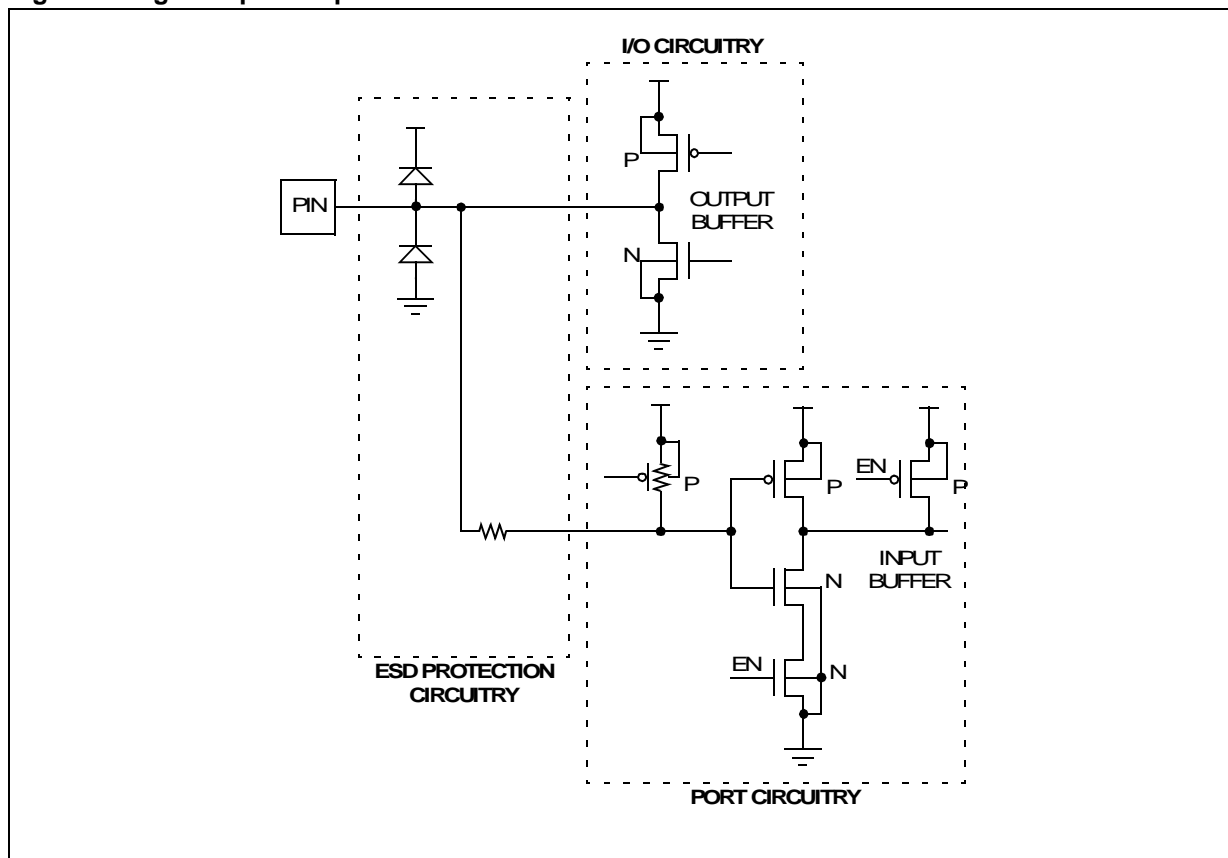 I/O CIRCUITRY
P
PIN
OUTPUT
BUFFER
N
EN
P
P
P
INPUT
BUFFER
N
EN
N
ESD PROTECTION
CIRCUITRY
PORT CIRCUITRY